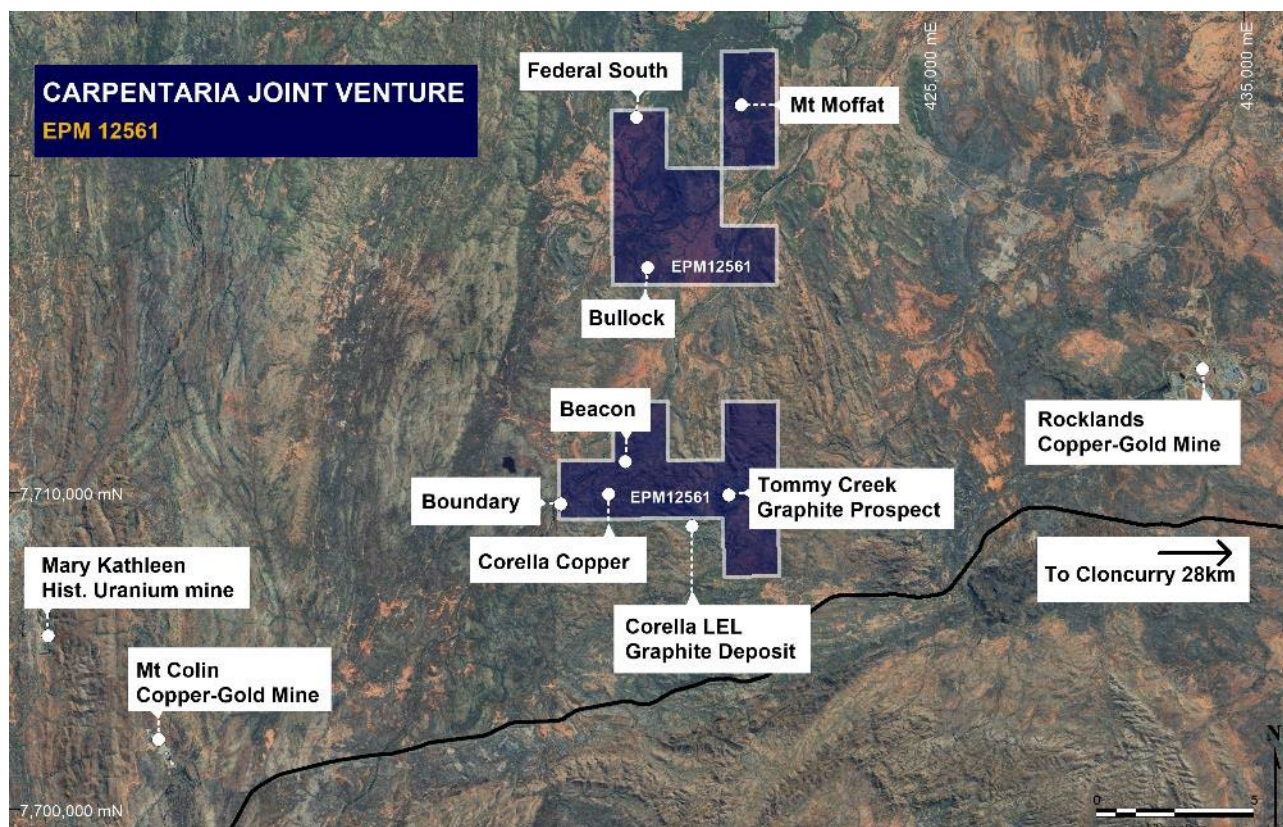 CARPENTARIA JOINT VENTURE
EPM 12561
Federal South
Mt Moffat
425,000 mE
435,000 mE
EPM12561
Bullock
Beacon
Rocklands
Copper-Gold Mine
7,710,000 mN
Boundary
EPM12561
Tommy Creek
Graphite Prospect
Corella Copper
Mary Kathleen
Hist. Uranium mine
To Cloncurry 28km
Corella LEL
Graphite Deposit
Mt Colin
Copper-Gold Mine
N
7,700,000 mN
0
5